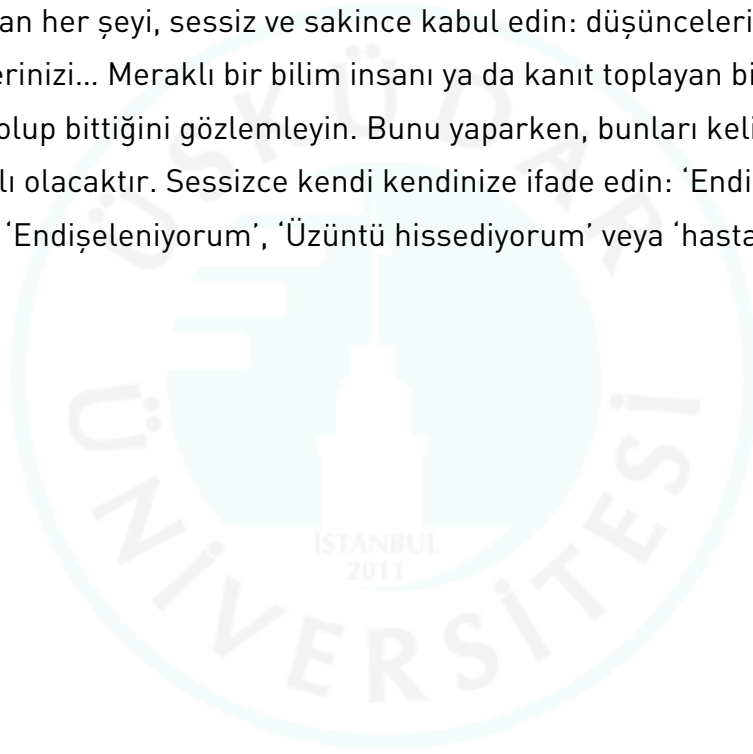 an her şeyi, sessiz ve sakince kabul edin: düşünceleri
erinizi… Meraklı bir bilim insanı ya da kanıt toplayan bi
olup bittiğini gözlemleyin. Bunu yaparken, bunları keli
lı olacaktır. Sessizce kendi kendinize ifade edin: ‘Endi
‘Endişeleniyorum’, ‘Üzüntü hissediyorum’ veya ‘hasta
ÜSKÜDAR
ÜNİVERSİTESİ
İSTANBUL
2011